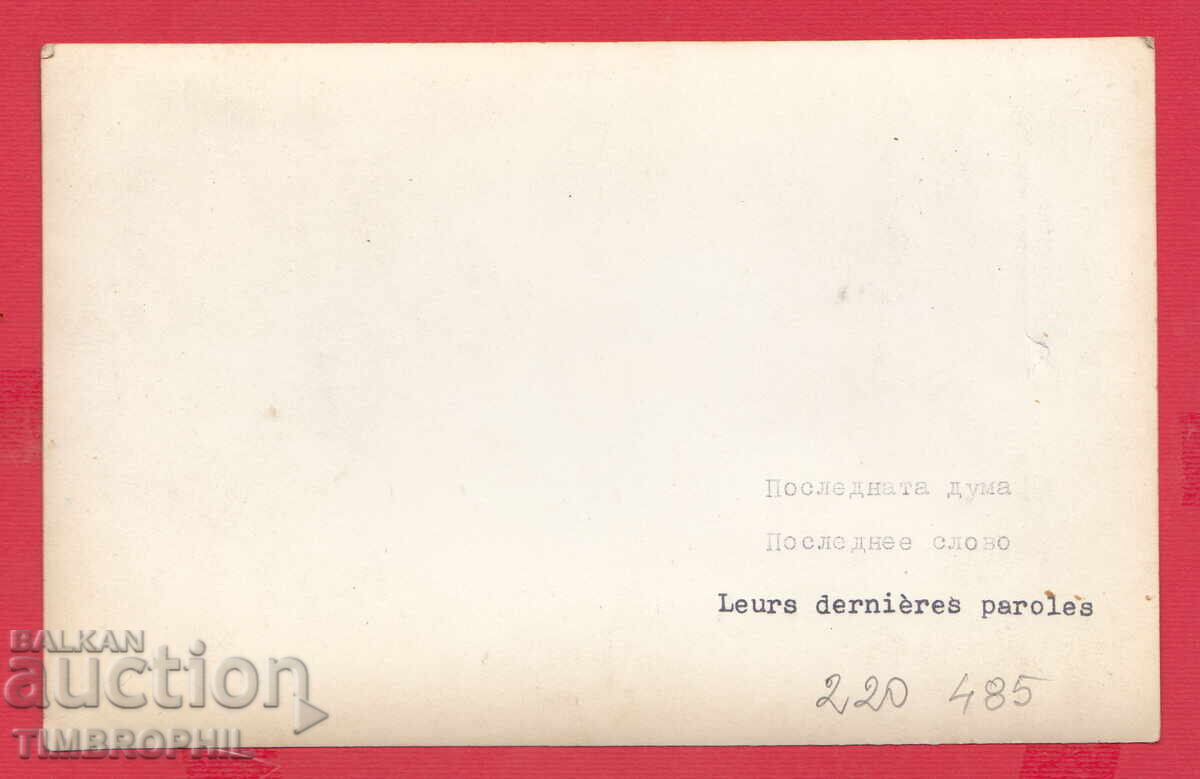 Последната дума
Последнее слово
Leurs dernières paroles
220 485
BALKAN
auction
TIMBROPHIL